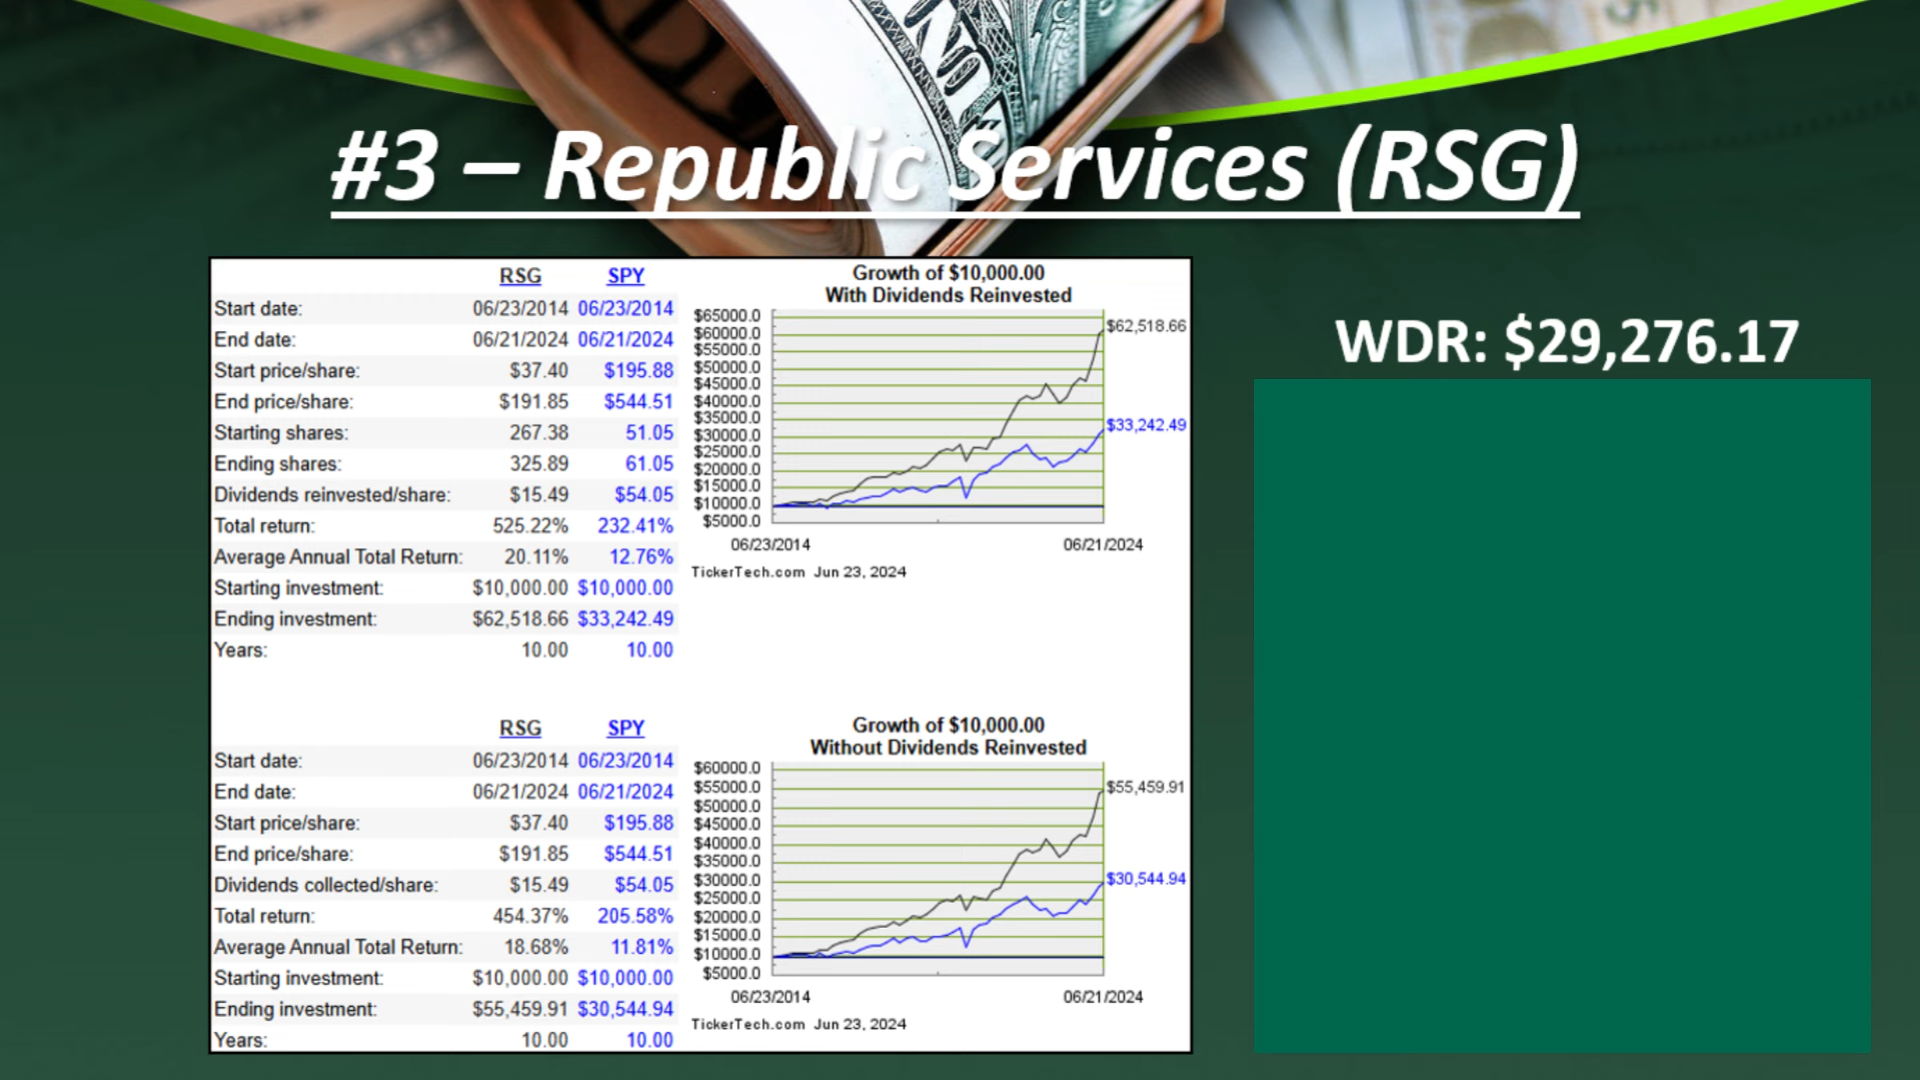 #3 – Republic Services (RSG)
RSG SPY
Start date: 06/23/2014 06/23/2014
End date: 06/21/2024 06/21/2024
Start price/share: $37.40 $195.88
End price/share: $191.85 $544.51
Starting shares: 267.38 51.05
Ending shares: 325.89 61.05
Dividends reinvested/share: $15.49 $54.05
Total return: 525.22% 232.41%
Average Annual Total Return: 20.11% 12.76%
Starting investment: $10,000.00 $10,000.00
Ending investment: $62,518.66 $33,242.49
Years: 10.00 10.00
Growth of $10,000.00
With Dividends Reinvested
$65000.0
$60000.0
$55000.0
$50000.0
$45000.0
$40000.0
$35000.0
$30000.0
$25000.0
$20000.0
$15000.0
$10000.0
$5000.0
$62,518.66
$33,242.49
06/23/2014 06/21/2024
TickerTech.com Jun 23, 2024
WDR: $29,276.17
RSG SPY
Start date: 06/23/2014 06/23/2014
End date: 06/21/2024 06/21/2024
Start price/share: $37.40 $195.88
End price/share: $191.85 $544.51
Dividends collected/share: $15.49 $54.05
Total return: 454.37% 205.58%
Average Annual Total Return: 18.68% 11.81%
Starting investment: $10,000.00 $10,000.00
Ending investment: $55,459.91 $30,544.94
Years: 10.00 10.00
Growth of $10,000.00
Without Dividends Reinvested
$60000.0
$55000.0
$50000.0
$45000.0
$40000.0
$35000.0
$30000.0
$25000.0
$20000.0
$15000.0
$10000.0
$5000.0
$55,459.91
$30,544.94
06/23/2014 06/21/2024
TickerTech.com Jun 23, 2024